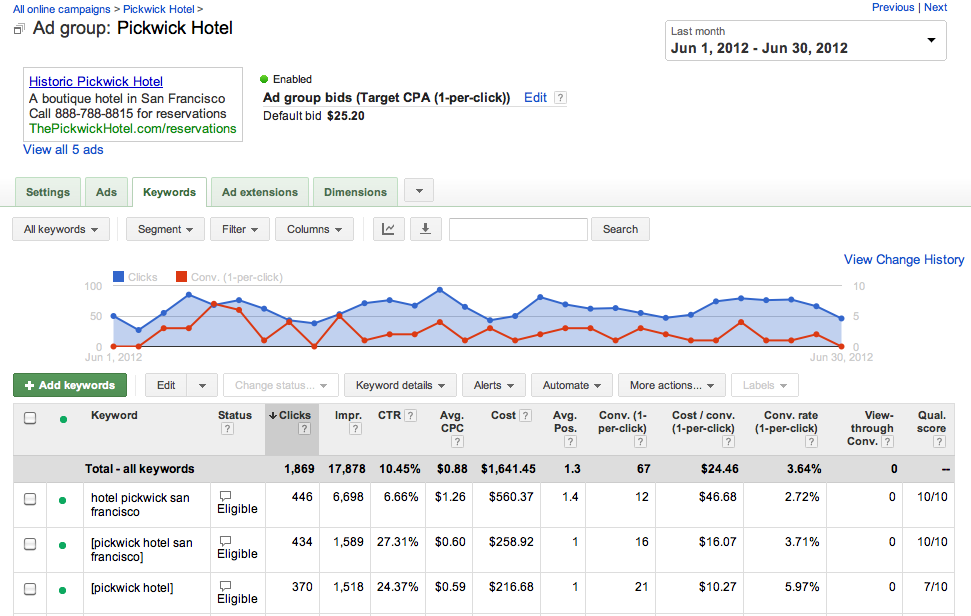 All online campaigns > Pickwick Hotel >
Previous | Next
Ad group: Pickwick Hotel
Last month
Jun 1, 2012 - Jun 30, 2012
Historic Pickwick Hotel
A boutique hotel in San Francisco
Call 888-788-8815 for reservations
ThePickwickHotel.com/reservations
View all 5 ads
Enabled
Ad group bids (Target CPA (1-per-click)) Edit ?
Default bid $25.20
Settings Ads Keywords Ad extensions Dimensions
All keywords Segment Filter Columns Search
View Change History
Clicks Conv. (1-per-click)
100 10
50 5
0 0
Jun 1, 2012 Jun 30, 2012
+ Add keywords Edit Change status... Keyword details Alerts Automate More actions... Labels
Keyword Status ? Clicks ? Impr. ? CTR ? Avg. CPC ? Cost ? Avg. Pos. ? Conv. (1-per-click) ? Cost / conv. (1-per-click) ? Conv. rate (1-per-click) ? View-through Conv. ? Qual. score ?
Total - all keywords 1,869 17,878 10.45% $0.88 $1,641.45 1.3 67 $24.46 3.64% 0 --
hotel pickwick san francisco Eligible 446 6,698 6.66% $1.26 $560.37 1.4 12 $46.68 2.72% 0 10/10
[pickwick hotel san francisco] Eligible 434 1,589 27.31% $0.60 $258.92 1 16 $16.07 3.71% 0 10/10
[pickwick hotel] Eligible 370 1,518 24.37% $0.59 $216.68 1 21 $10.27 5.97% 0 7/10